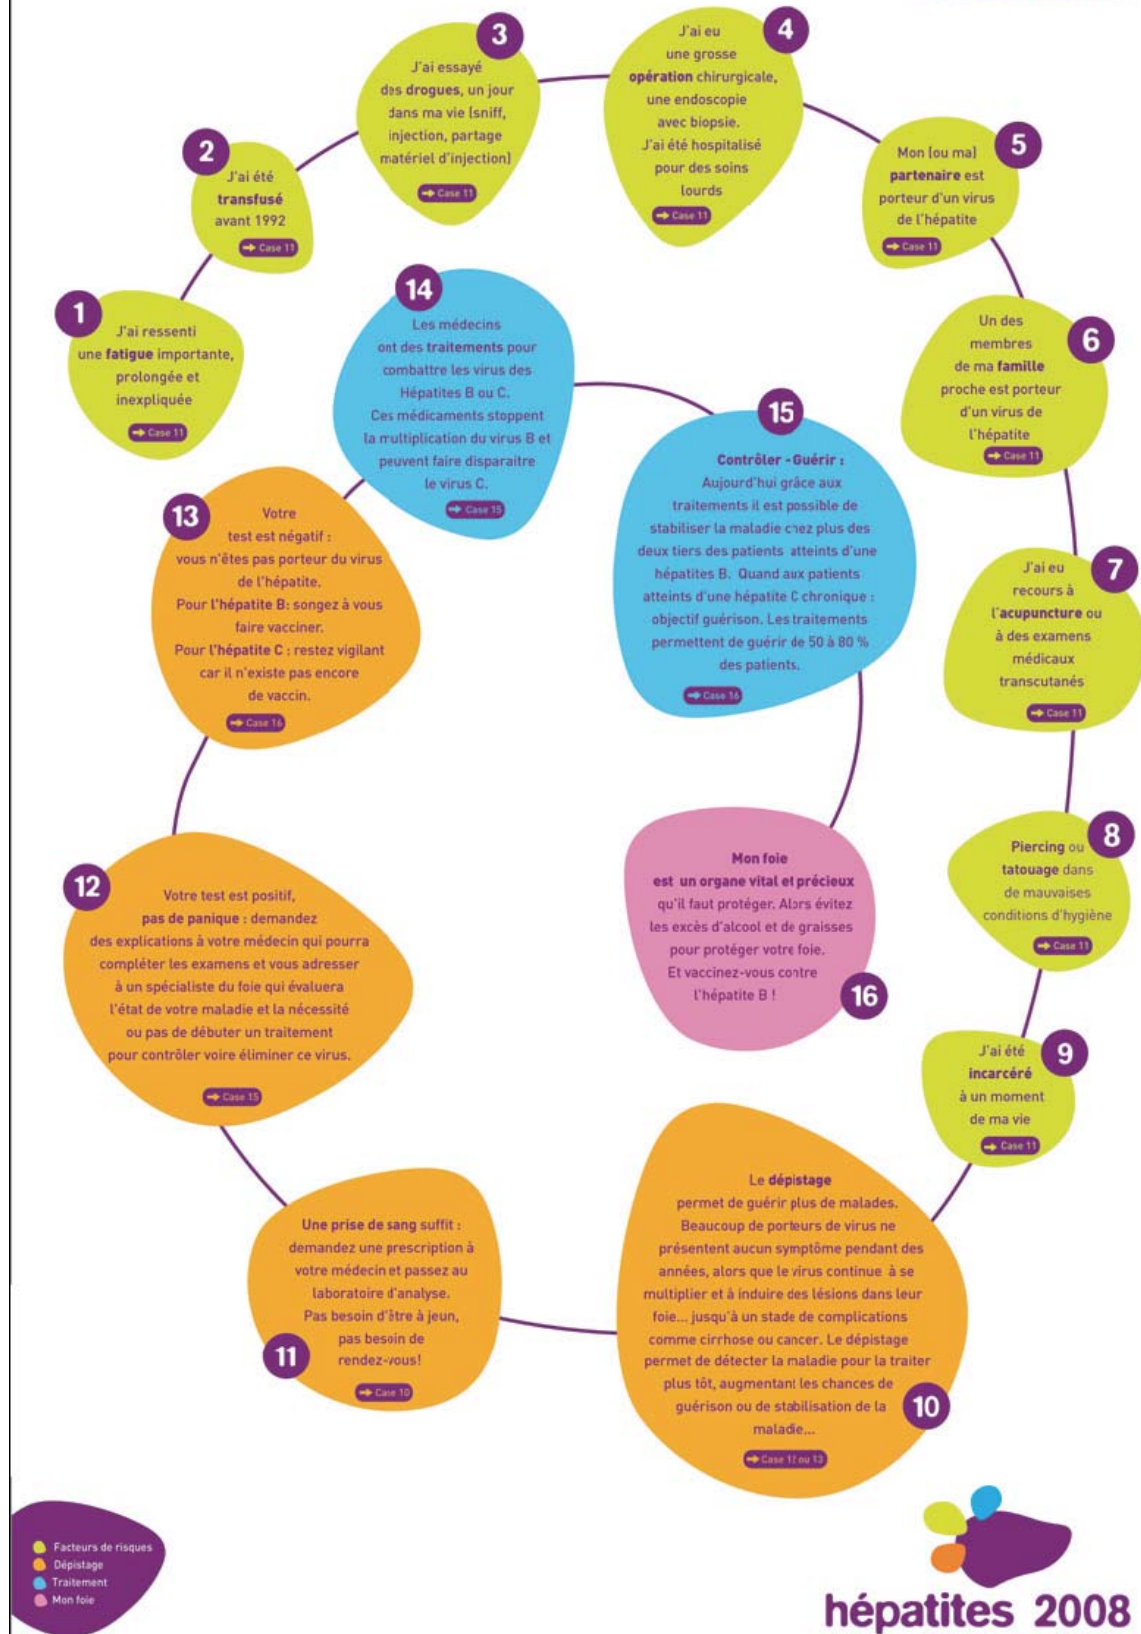 1
J'ai ressenti
une fatigue importante,
prolongée et
inexpliquée
➔ Case 11
2
J'ai été
transfusé
avant 1992
➔ Case 11
3
J'ai essayé
des drogues, un jour
dans ma vie (sniff,
injection, partage
matériel d'injection)
➔ Case 11
4
J'ai eu
une grosse
opération chirurgicale,
une endoscopie
avec biopsie.
J'ai été hospitalisé
pour des soins
lourds
➔ Case 11
5
Mon (ou ma)
partenaire est
porteur d'un virus
de l'hépatite
➔ Case 11
6
Un des
membres
de ma famille
proche est porteur
d'un virus de
l'hépatite
➔ Case 11
7
J'ai eu
recours à
l'acupuncture ou
à des examens
médicaux
transcutanés
➔ Case 11
8
Piercing ou
tatouage dans
de mauvaises
conditions d'hygiène
➔ Case 11
9
J'ai été
incarcéré
à un moment
de ma vie
➔ Case 11
Le dépistage
permet de guérir plus de malades.
Beaucoup de porteurs de virus ne
présentent aucun symptôme pendant des
années, alors que le virus continue à se
multiplier et à induire des lésions dans leur
foie... jusqu'à un stade de complications
comme cirrhose ou cancer. Le dépistage
permet de détecter la maladie pour la traiter
plus tôt, augmentant les chances de
guérison ou de stabilisation de la
maladie...
10
➔ Case 12 ou 13
Une prise de sang suffit :
demandez une prescription à
votre médecin et passez au
laboratoire d'analyse.
Pas besoin d'être à jeun,
pas besoin de
rendez-vous!
11
➔ Case 10
12
Votre test est positif,
pas de panique : demandez
des explications à votre médecin qui pourra
compléter les examens et vous adresser
à un spécialiste du foie qui évaluera
l'état de votre maladie et la nécessité
ou pas de débuter un traitement
pour contrôler voire éliminer ce virus.
➔ Case 15
13
Votre
test est négatif :
vous n'êtes pas porteur du virus
de l'hépatite.
Pour l'hépatite B: songez à vous
faire vacciner.
Pour l'hépatite C : restez vigilant
car il n'existe pas encore
de vaccin.
➔ Case 16
14
Les médecins
ont des traitements pour
combattre les virus des
Hépatites B ou C.
Ces médicaments stoppent
la multiplication du virus B et
peuvent faire disparaitre
le virus C.
➔ Case 15
15
Contrôler - Guérir :
Aujourd'hui grâce aux
traitements il est possible de
stabiliser la maladie chez plus des
deux tiers des patients atteints d'une
hépatites B. Quand aux patients
atteints d'une hépatite C chronique :
objectif guérison. Les traitements
permettent de guérir de 50 à 80 %
des patients.
➔ Case 16
Mon foie
est un organe vital et précieux
qu'il faut protéger. Alors évitez
les excès d'alcool et de graisses
pour protéger votre foie.
Et vaccinez-vous contre
l'hépatite B !
16
Facteurs de risques
Dépistage
Traitement
Mon foie
hépatites 2008